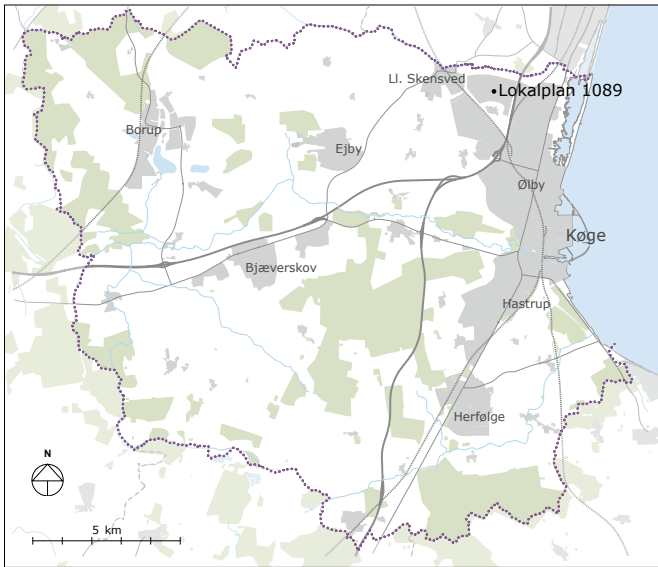 Ll. Skensved
•Lokalplan 1089
Borup
Ejby
Ølby
Køge
Bjæverskov
Hastrup
Herfølge
N
5 km